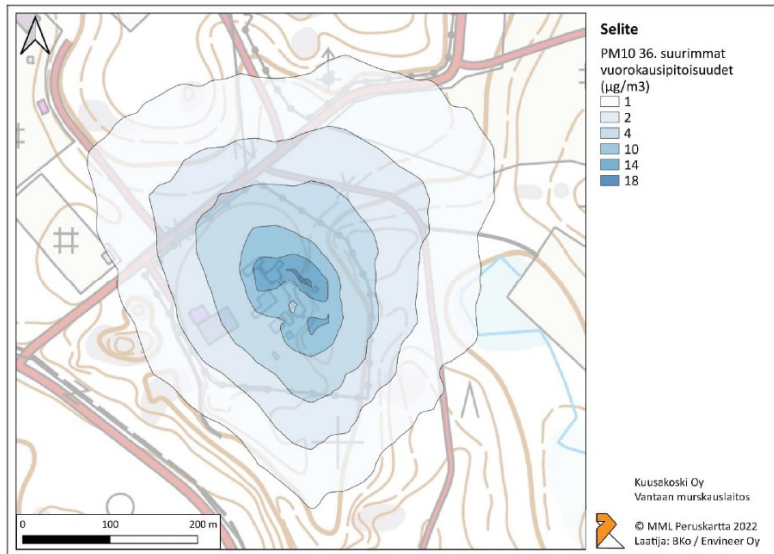 Selite
PM10 36. suurimmat
vuorokausipitoisuudet
(µg/m3)
1
2
4
10
14
18
0 100 200 m
Kuusakoski Oy
Vantaan murskauslaitos
© MML Peruskartta 2022
Laatija: BKo / Envineer Oy